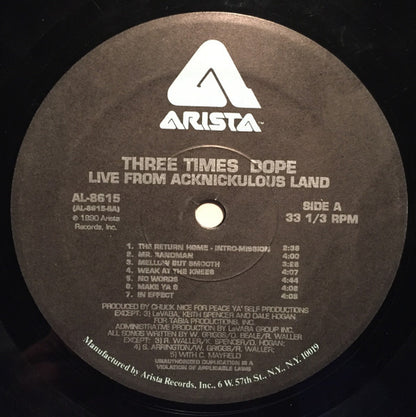 ARISTA™
THREE TIMES DOPE
LIVE FROM ACKNICKULOUS LAND
AL-8615
(AL-8615-SA)
℗ 1990 Arista
Records, Inc.
SIDE A
33 1/3 RPM
1. THE RETURN HOME - INTRO-MISSION 2:38
2. MR. SANDMAN 4:00
3. MELLOW BUT SMOOTH 3:28
4. WEAK AT THE KNEES 4:07
5. NO WORDS 4:44
6. MAKE YA S 4:06
7. IN EFFECT 4:08
PRODUCED BY CHUCK NICE FOR PEACE YA' SELF PRODUCTIONS
EXCEPT: 3) LeVABA, KEITH SPENCER AND DALE HOGAN,
FOR TABIA PRODUCTIONS, INC.
ADMINISTRATIVE PRODUCTION BY LeVABA GROUP INC.
ALL SONGS WRITTEN BY W. GRIGGS/D. BEALE/R. WALLER
EXCEPT: 3) R. WALLER/K. SPENCER/D. HOGAN,
4) S. ARRINGTON/W. GRIGGS/R. WALLER,
5) WITH C. MAYFIELD
UNAUTHORIZED DUPLICATION IS A
VIOLATION OF APPLICABLE LAWS
Manufactured by Arista Records, Inc., 6 W. 57th St., N.Y., N.Y. 10019